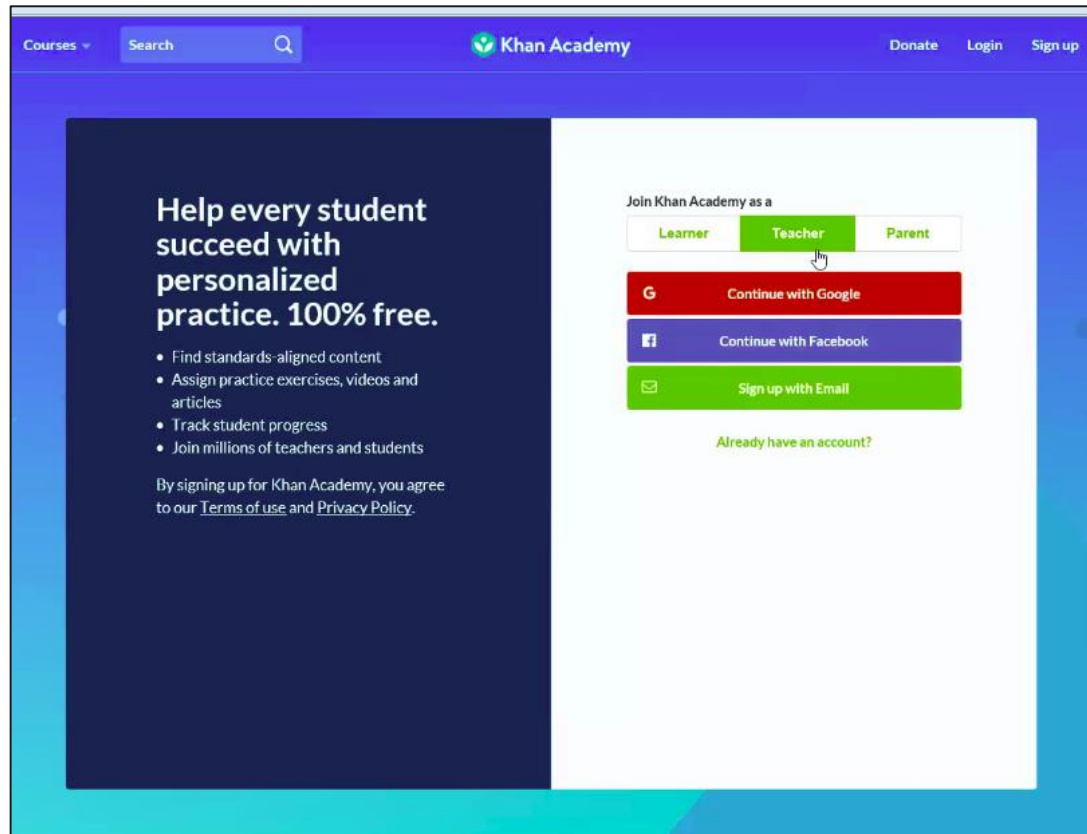 Courses Search Khan Academy Donate Login Sign up
Help every student
succeed with
personalized
practice. 100% free.
• Find standards-aligned content
• Assign practice exercises, videos and
articles
• Track student progress
• Join millions of teachers and students
By signing up for Khan Academy, you agree
to our Terms of use and Privacy Policy.
Join Khan Academy as a
Learner Teacher Parent
G Continue with Google
f Continue with Facebook
Sign up with Email
Already have an account?